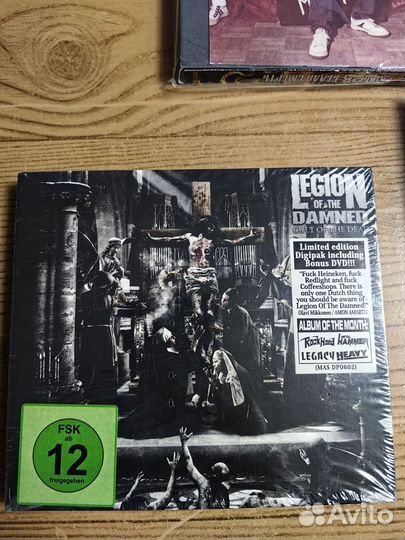 LEGION
OF THE
DAMNED
CULT OF THE DEAD
Limited edition
Digipak including
Bonus DVD!!!
"Fuck Heineken, fuck
Redlight and fuck
Coffeeshops. There is
only one Dutch thing
you should be aware of
Legion Of The Damned!"
Olavi Mikkonen / AMON AMARTH
ALBUM OF THE MONTH:
RockHard HAMMER
LEGACY HEAVY
(MAS DP0602)
FSK
ab
12
freigegeben
Avito